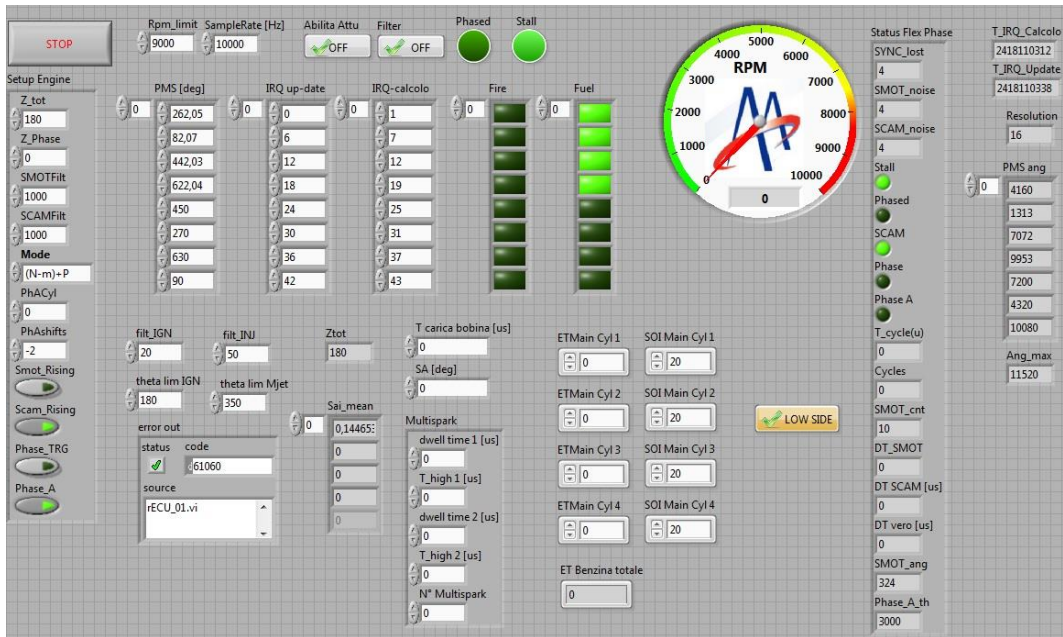 STOP
Rpm_limit
9000
SampleRate [Hz]
10000
Abilita Attu
OFF
Filter
OFF
Phased
Stall
Setup Engine
Z_tot
180
Z_Phase
0
SMOTFilt
1000
SCAMFilt
1000
Mode
(N-m)+P
PhACyl
0
PhAshifts
-2
Smot_Rising
Scam_Rising
Phase_TRG
Phase_A
PMS [deg]
0
262,05
82,07
442,03
622,04
450
270
630
90
IRQ up-date
0
0
6
12
18
24
30
36
42
IRQ-calcolo
0
1
7
12
19
25
31
37
43
Fire
0
Fuel
0
RPM
0
1000
2000
3000
4000
5000
6000
7000
8000
9000
10000
0
filt_IGN
20
filt_INJ
50
Ztot
180
theta lim IGN
180
theta lim Mjet
350
error out
status
code
61060
source
rECU_01.vi
Sai_mean
0
0,14465
0
0
0
0
T carica bobina [us]
0
SA [deg]
0
Multispark
dwell time 1 [us]
0
T_high 1 [us]
0
dwell time 2 [us]
0
T_high 2 [us]
0
N° Multispark
0
ETMain Cyl 1
0
SOI Main Cyl 1
20
ETMain Cyl 2
0
SOI Main Cyl 2
20
ETMain Cyl 3
0
SOI Main Cyl 3
20
ETMain Cyl 4
0
SOI Main Cyl 4
20
ET Benzina totale
0
LOW SIDE
Status Flex Phase
SYNC_lost
4
SMOT_noise
4
SCAM_noise
4
Stall
Phased
SCAM
Phase
Phase A
T_cycle(u)
0
Cycles
0
SMOT_cnt
10
DT_SMOT
0
DT SCAM [us]
0
DT vero [us]
0
SMOT_ang
324
Phase_A_th
3000
T_IRQ_Calcolo
2418110312
T_IRQ_Update
2418110338
Resolution
16
PMS ang
0
4160
1313
7072
9953
7200
4320
10080
Ang_max
11520